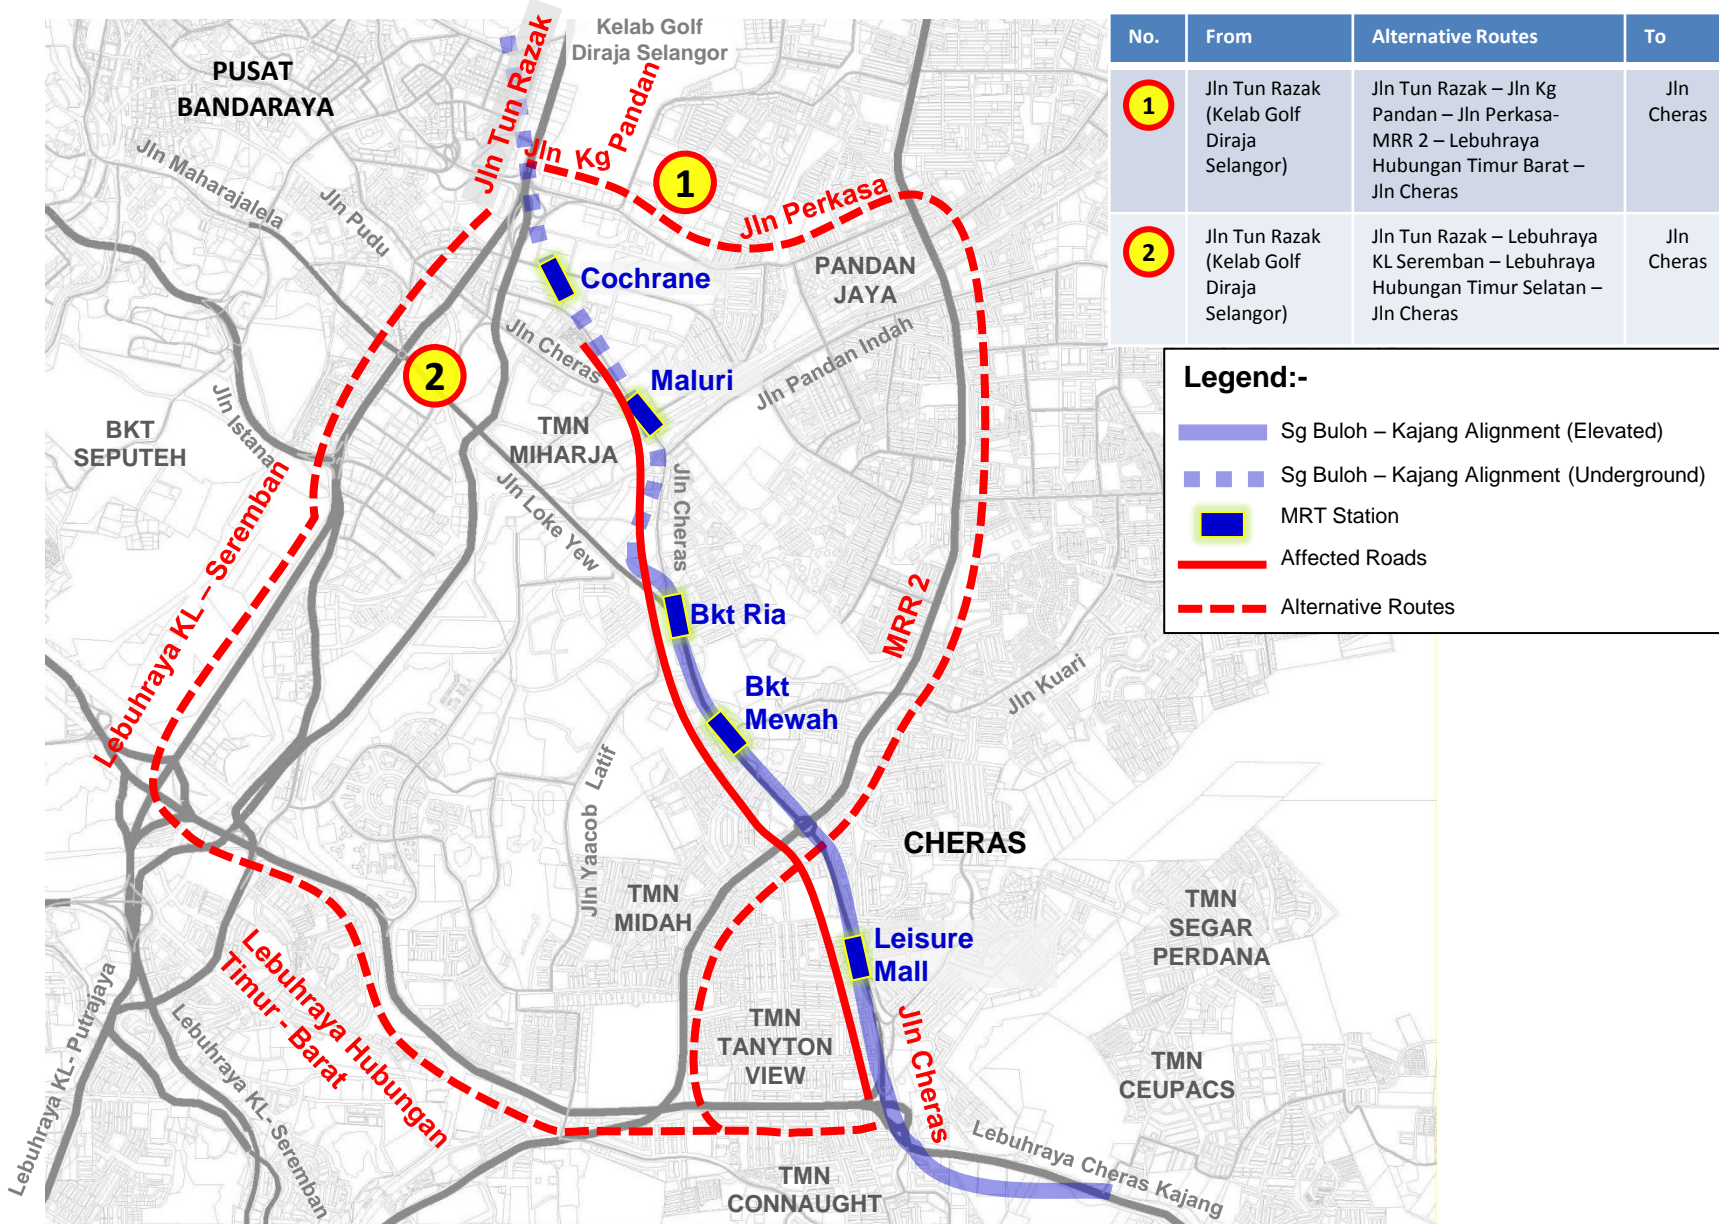 Kelab Golf
Diraja Selangor
PUSAT
BANDARAYA
Jln Tun Razak
Jln Kg Pandan
1
Jln Maharajalela
Jln Pudu
Jln Perkasa
Cochrane
PANDAN
JAYA
Jln Cheras
Maluri
Jln Pandan Indah
2
Jln Istana
BKT
SEPUTEH
TMN
MIHARJA
Jln Loke Yew
Jln Cheras
Lebuhraya KL – Seremban
Bkt Ria
MRR 2
Jln Kuari
Bkt
Mewah
Jln Yaacob Latif
CHERAS
TMN
MIDAH
TMN
SEGAR
PERDANA
Leisure
Mall
Lebuhraya Hubungan
Timur - Barat
Lebuhraya KL- Putrajaya
Lebuhraya KL- Seremban
TMN
TANYTON
VIEW
Jln Cheras
TMN
CEUPACS
Lebuhraya Cheras Kajang
TMN
CONNAUGHT
No. From Alternative Routes To
1 Jln Tun Razak Jln Tun Razak – Jln Kg Jln
(Kelab Golf Pandan – Jln Perkasa- Cheras
Diraja MRR 2 – Lebuhraya
Selangor) Hubungan Timur Barat –
Jln Cheras
2 Jln Tun Razak Jln Tun Razak – Lebuhraya Jln
(Kelab Golf KL Seremban – Lebuhraya Cheras
Diraja Hubungan Timur Selatan –
Selangor) Jln Cheras
Legend:-
Sg Buloh – Kajang Alignment (Elevated)
Sg Buloh – Kajang Alignment (Underground)
MRT Station
Affected Roads
Alternative Routes